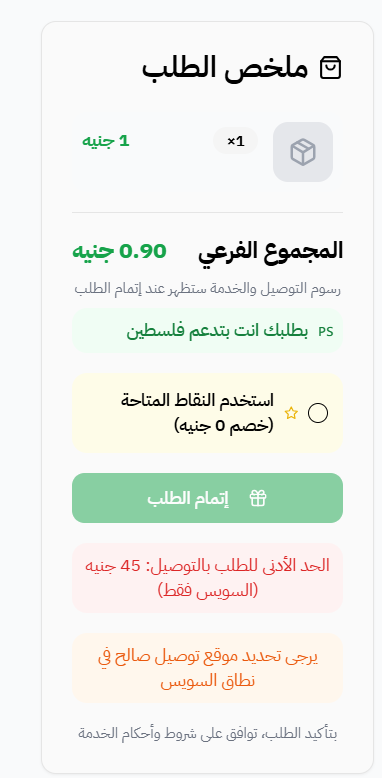 ملخص الطلب
×1
1 جنيه
المجموع الفرعي
0.90 جنيه
رسوم التوصيل والخدمة ستظهر عند إتمام الطلب
PS بطلبك انت بتدعم فلسطين
استخدم النقاط المتاحة
(خصم 0 جنيه)
إتمام الطلب
الحد الأدنى للطلب بالتوصيل: 45 جنيه
(السويس فقط)
يرجى تحديد موقع توصيل صالح في
نطاق السويس
بتأكيد الطلب، توافق على شروط وأحكام الخدمة